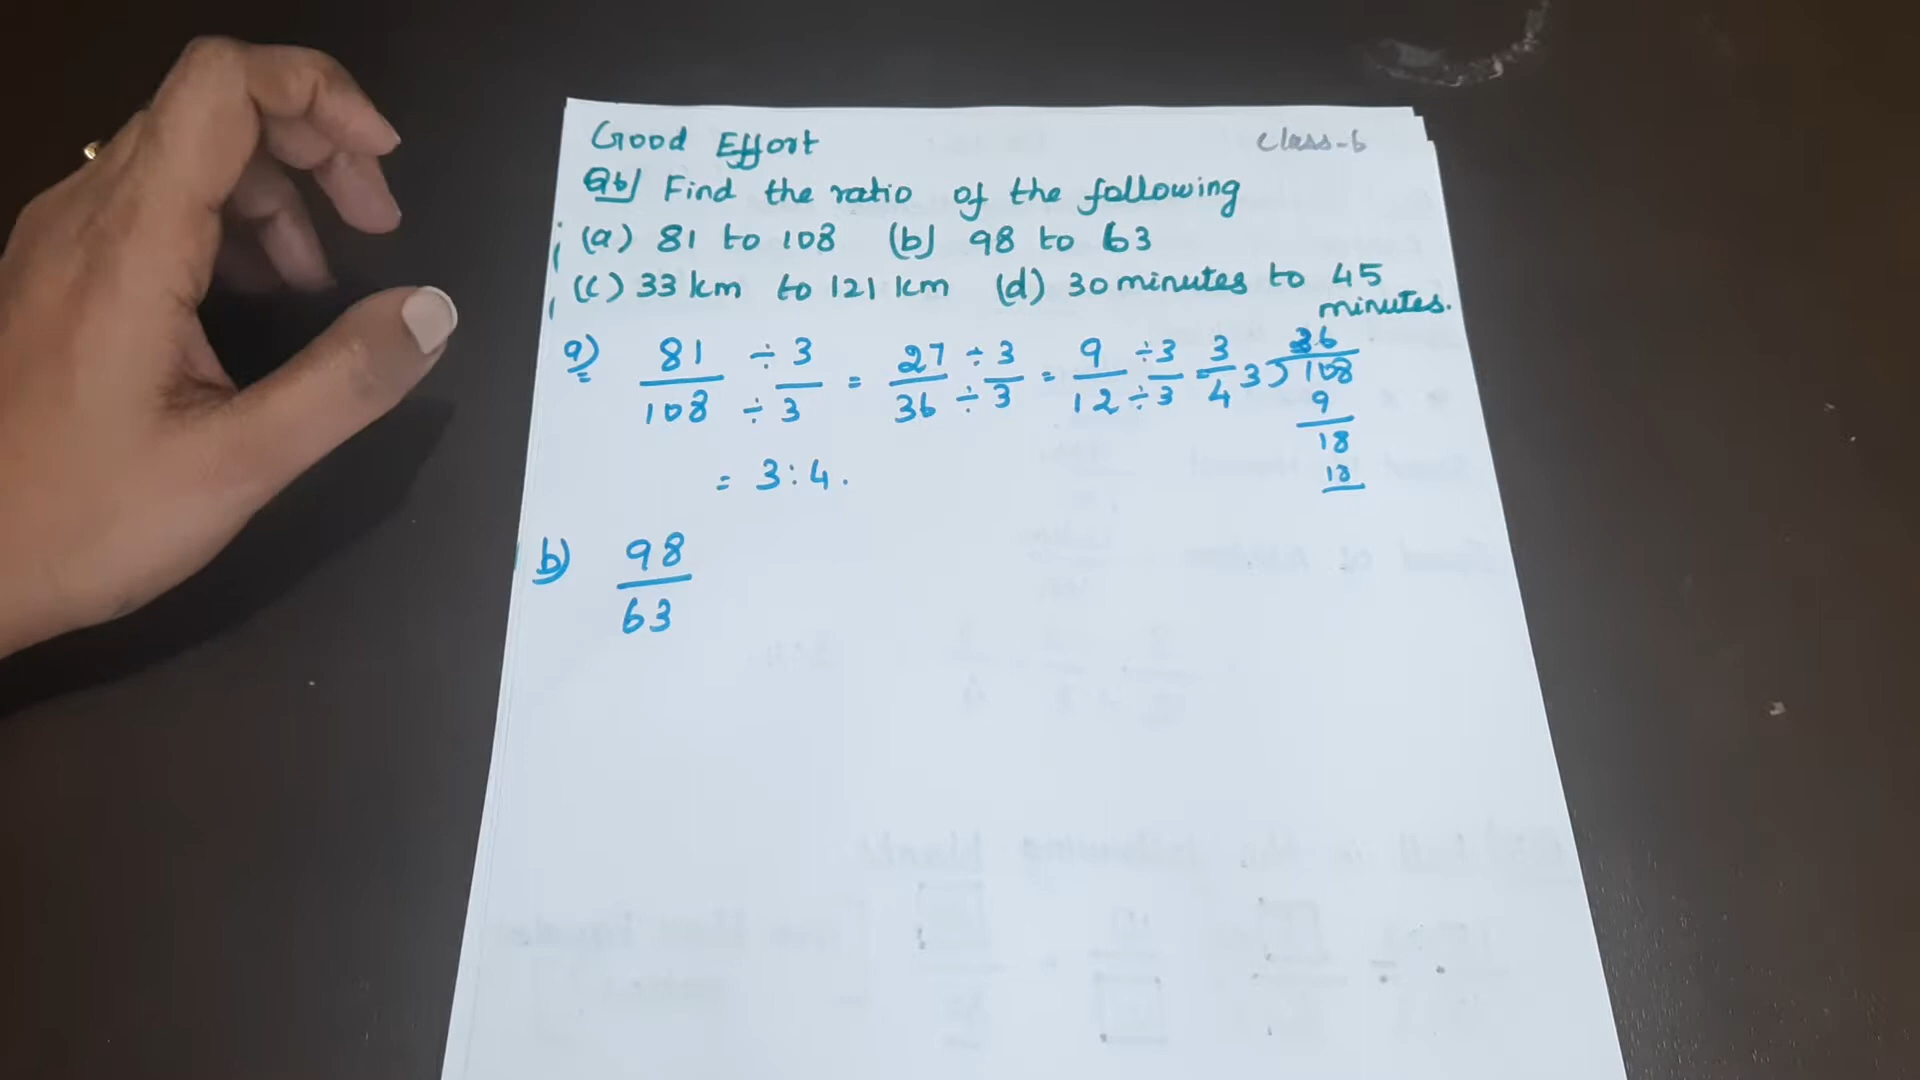 Good Effort Class-6
Q6) Find the ratio of the following
(a) 81 to 108 (b) 98 to 63
(c) 33 km to 121 km (d) 30 minutes to 45
minutes.
a) 81/108 ÷3/÷3 = 27/36 ÷3/÷3 = 9/12 ÷3/÷3 = 3/4
36
3)108
9
18
18
= 3:4.
b) 98/63